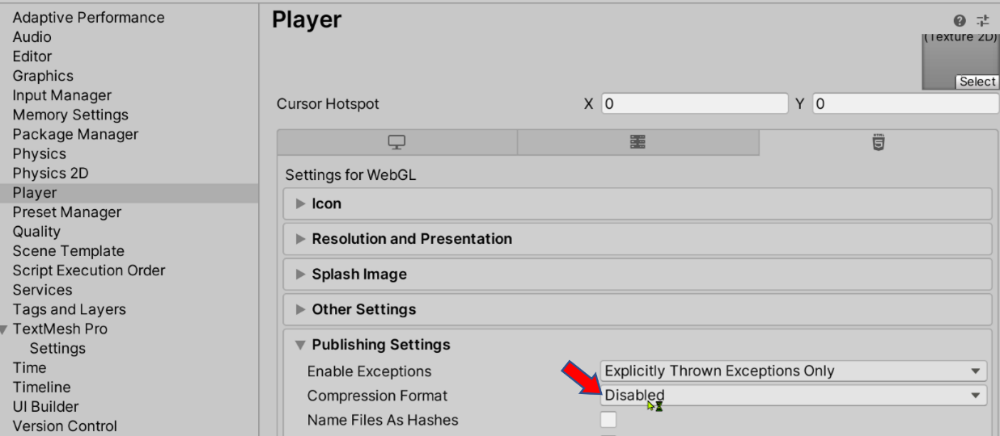 Adaptive Performance
Audio
Editor
Graphics
Input Manager
Memory Settings
Package Manager
Physics
Physics 2D
Player
Preset Manager
Quality
Scene Template
Script Execution Order
Services
Tags and Layers
TextMesh Pro
Settings
Time
Timeline
UI Builder
Version Control
Player
(Texture 2D)
Select
Cursor Hotspot X 0 Y 0
HTML 5
Settings for WebGL
Icon
Resolution and Presentation
Splash Image
Other Settings
Publishing Settings
Enable Exceptions Explicitly Thrown Exceptions Only
Compression Format Disabled
Name Files As Hashes